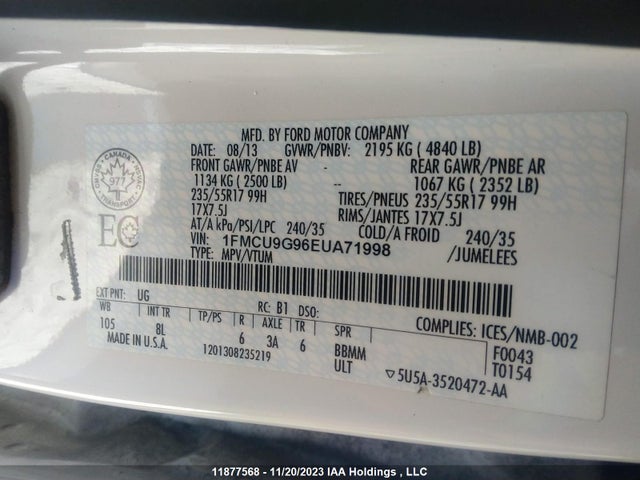 MFD. BY FORD MOTOR COMPANY
DATE: 08/13 GVWR/PNBV: 2195 KG ( 4840 LB)
FRONT GAWR/PNBE AV - REAR GAWR/PNBE AR
1134 KG ( 2500 LB) -- 1067 KG ( 2352 LB)
235/55R17 99H TIRES/PNEUS 235/55R17 99H
17X7.5J RIMS/JANTES 17X7.5J
AT/A kPa/PSI/LPC 240/35 COLD/A FROID 240/35
VIN: 1FMCU9G96EUA71998 /JUMELEES
TYPE: MPV/VTUM
CANADA
977
TRANSPORT
EC
EXT PNT: UG RC: B1 DSO:
WB INT TR TP/PS R AXLE TR SPR COMPLIES: ICES/NMB-002
105 8L 6 3A 6 BBMM F0043
MADE IN U.S.A. 1201308235219 ULT T0154
▽5U5A-3520472-AA
11877568 - 11/20/2023 IAA Holdings , LLC